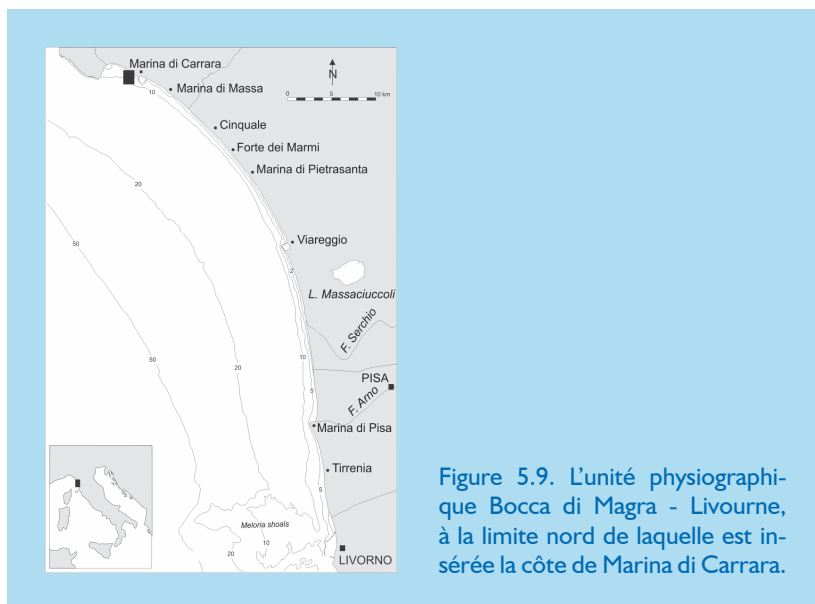 Marina di Carrara
N
10
Marina di Massa
0 5 10 km
Cinquale
Forte dei Marmi
Marina di Pietrasanta
20
50
Viareggio
2
L. Massaciuccoli
F. Serchio
10
50
20
PISA
5
F. Arno
Marina di Pisa
Tirrenia
5
Meloria shoals
10
20
LIVORNO
Figure 5.9. L'unité physiographi-
que Bocca di Magra - Livourne,
à la limite nord de laquelle est in-
sérée la côte de Marina di Carrara.